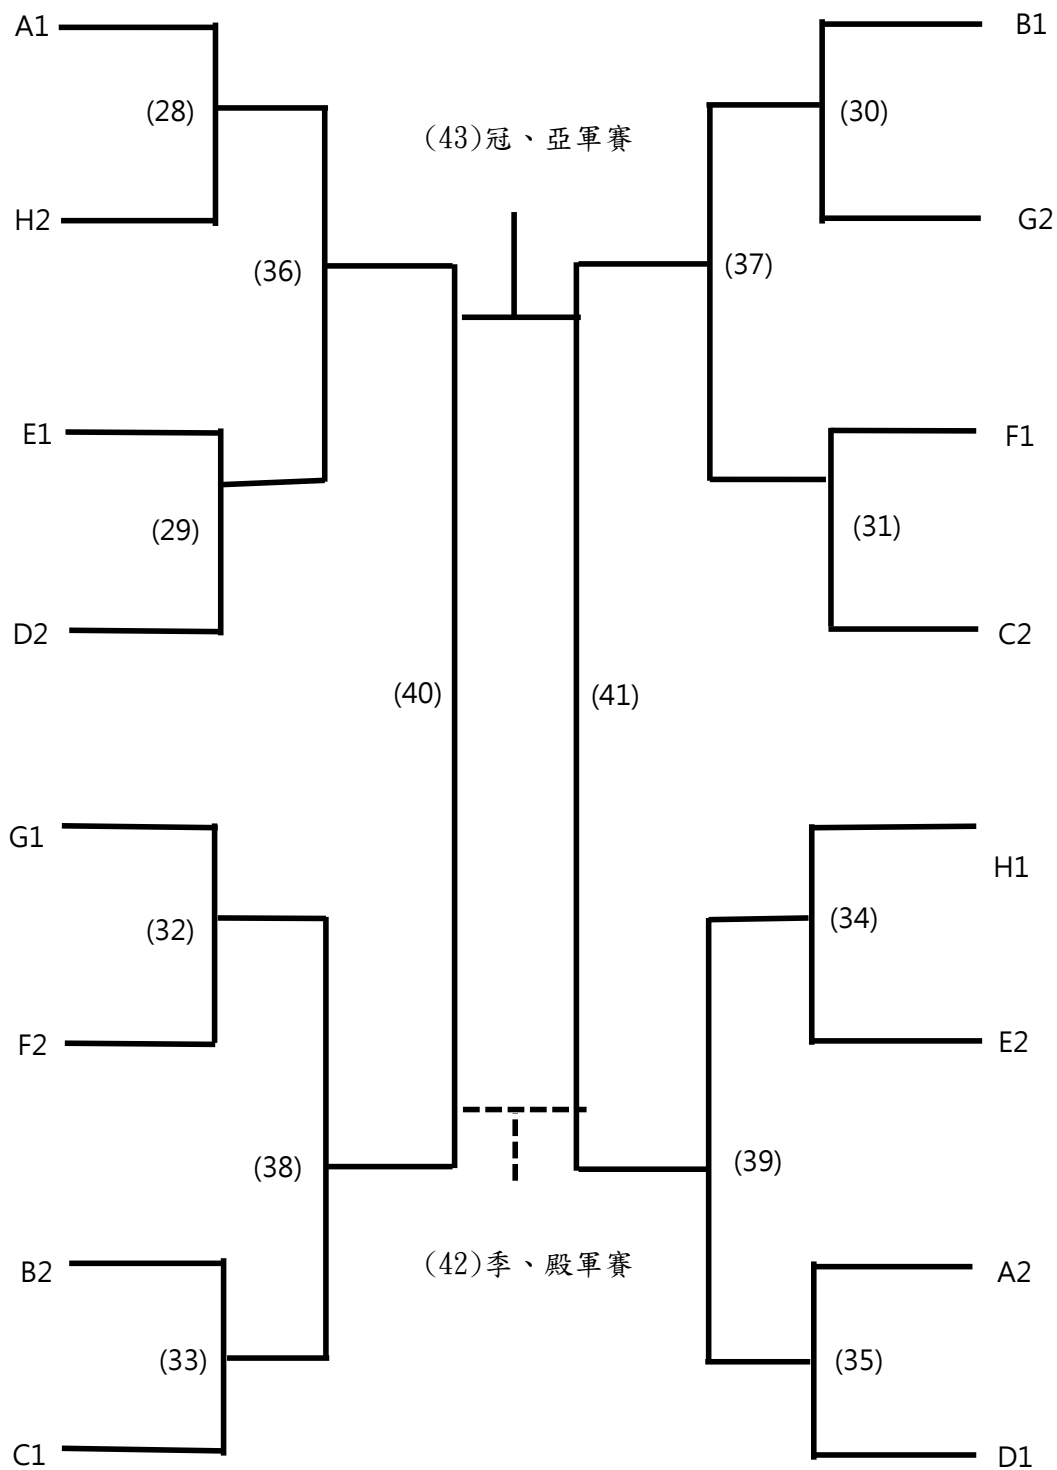 A1
B1
(28)
(30)
(43)冠、亞軍賽
H2
G2
(36)
(37)
E1
F1
(29)
(31)
D2
C2
(40)
(41)
G1
H1
(32)
(34)
F2
E2
(38)
(39)
(42)季、殿軍賽
B2
A2
(33)
(35)
C1
D1